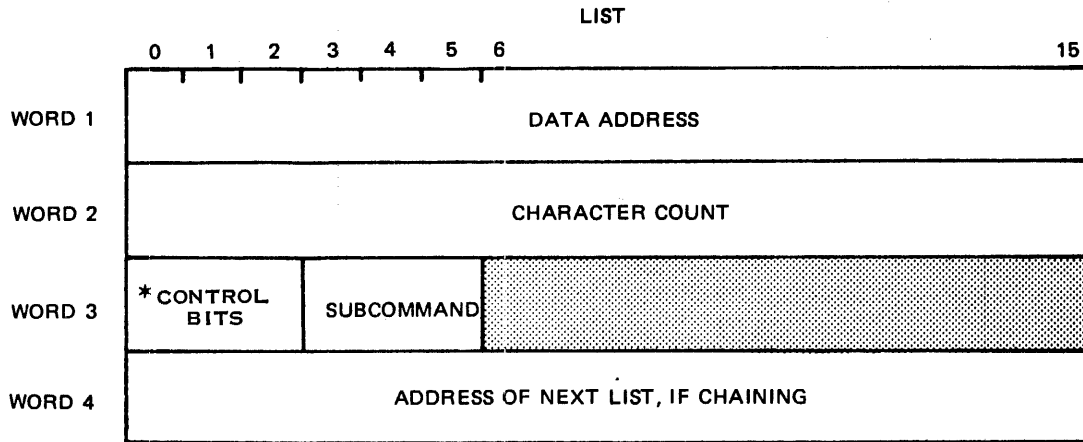 LIST
0 1 2 3 4 5 6 15
WORD 1 DATA ADDRESS
WORD 2 CHARACTER COUNT
WORD 3 * CONTROL BITS SUBCOMMAND
WORD 4 ADDRESS OF NEXT LIST, IF CHAINING